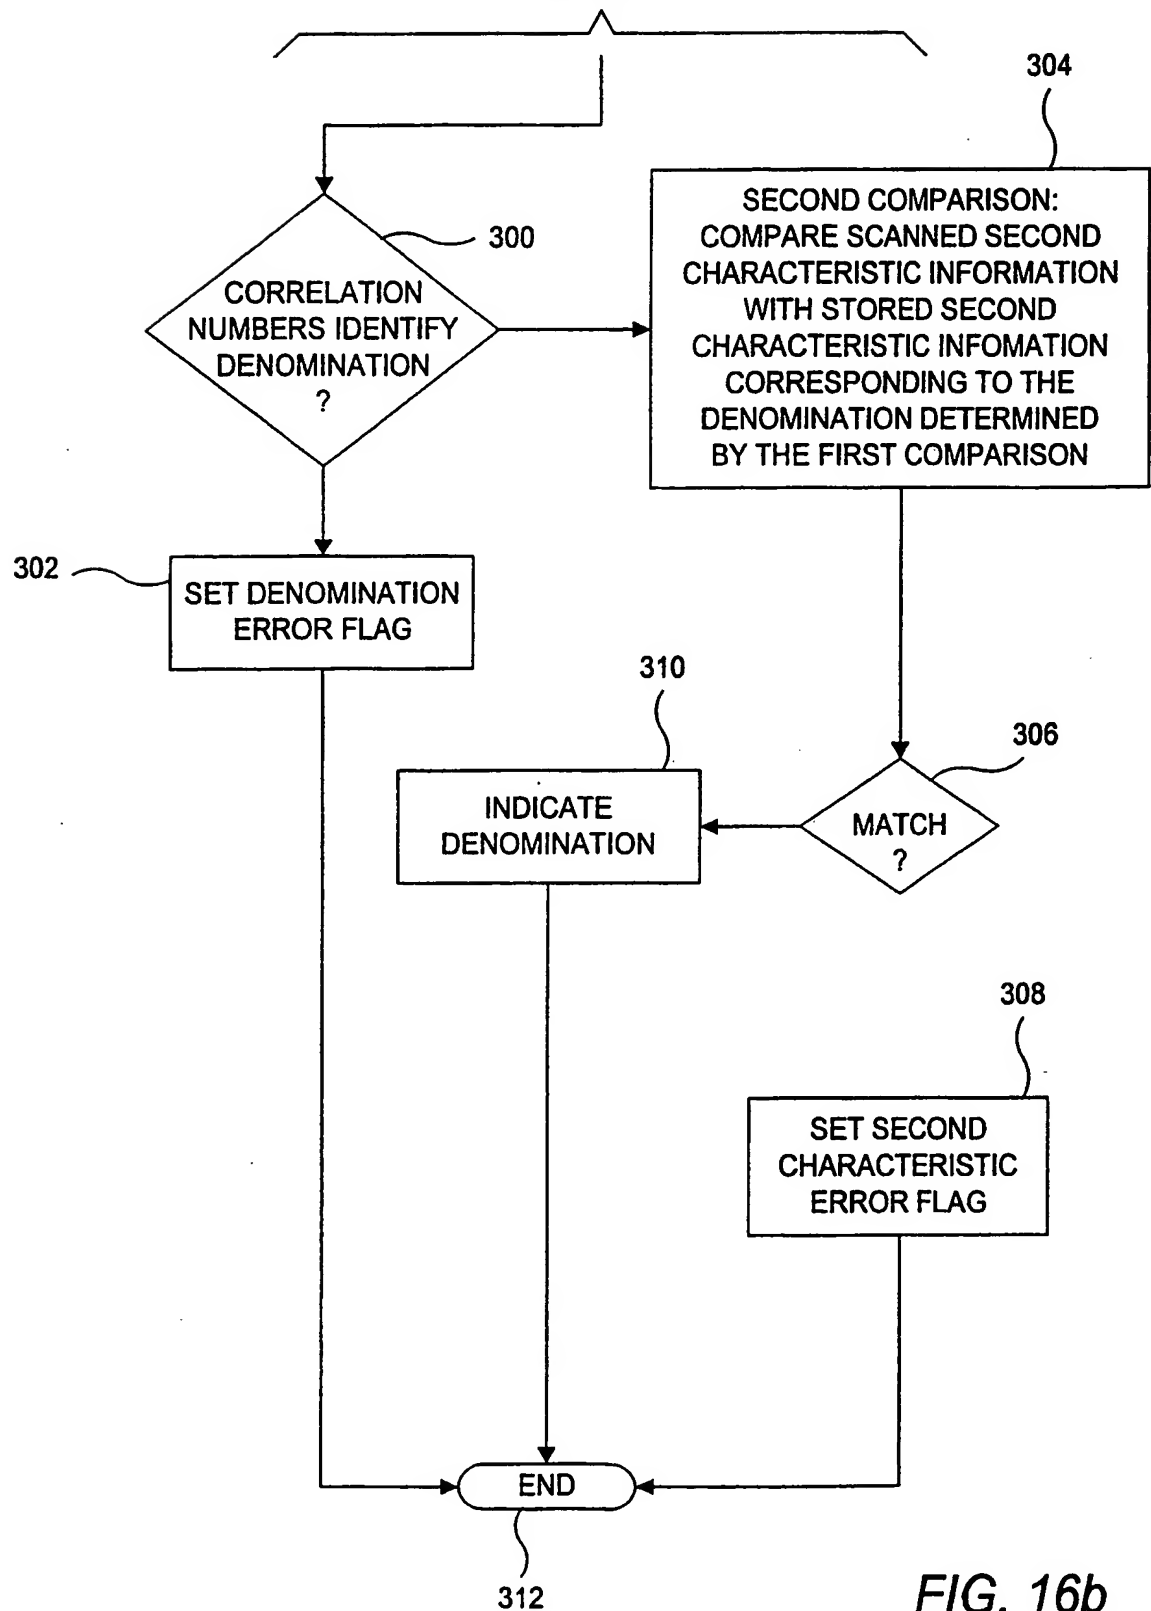 304
300
CORRELATION
NUMBERS IDENTIFY
DENOMINATION
?
SECOND COMPARISON:
COMPARE SCANNED SECOND
CHARACTERISTIC INFORMATION
WITH STORED SECOND
CHARACTERISTIC INFOMATION
CORRESPONDING TO THE
DENOMINATION DETERMINED
BY THE FIRST COMPARISON
302
SET DENOMINATION
ERROR FLAG
310
INDICATE
DENOMINATION
306
MATCH
?
308
SET SECOND
CHARACTERISTIC
ERROR FLAG
END
312
FIG. 16b